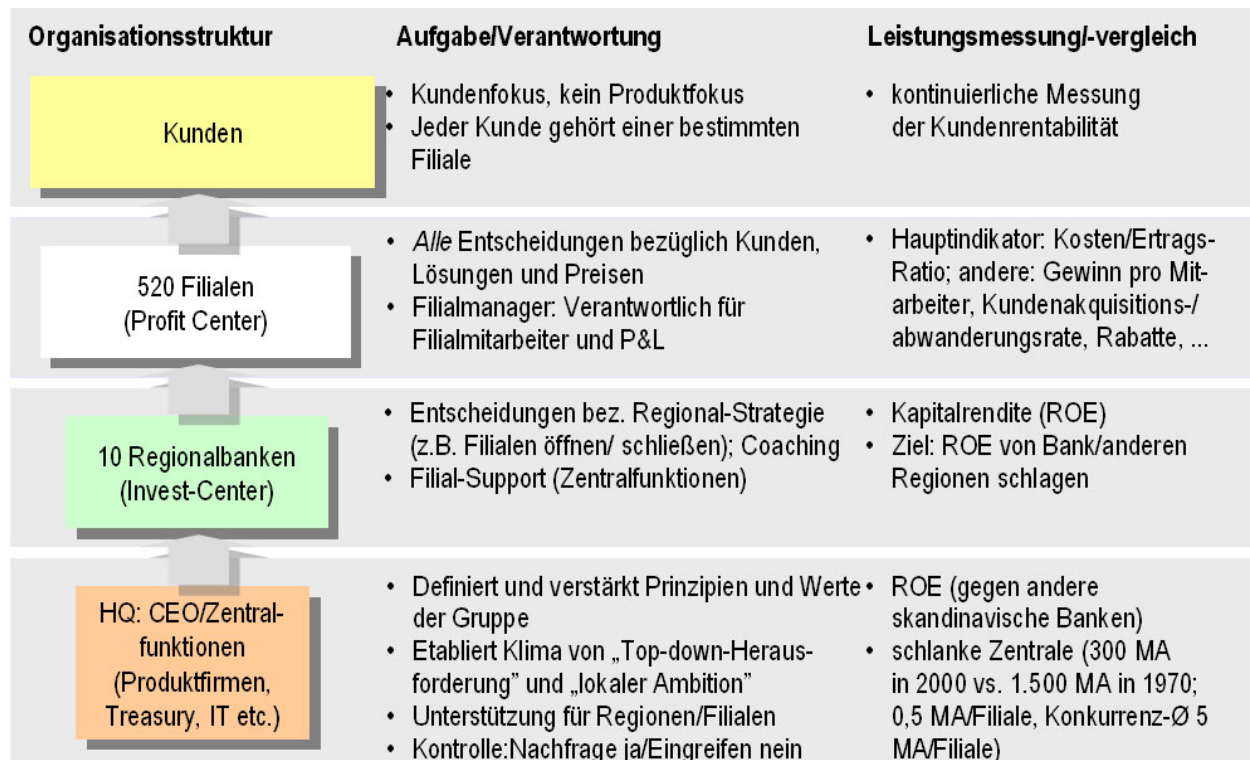 Organisationsstruktur
Aufgabe/Verantwortung
Leistungsmessung/-vergleich
Kunden
• Kundenfokus, kein Produktfokus
• Jeder Kunde gehört einer bestimmten
Filiale
• kontinuierliche Messung
der Kundenrentabilität
520 Filialen
(Profit Center)
• Alle Entscheidungen bezüglich Kunden,
Lösungen und Preisen
• Filialmanager: Verantwortlich für
Filialmitarbeiter und P&L
• Hauptindikator: Kosten/Ertrags-
Ratio; andere: Gewinn pro Mit-
arbeiter, Kundenakquisitions-/
abwanderungsrate, Rabatte, ...
10 Regionalbanken
(Invest-Center)
• Entscheidungen bez. Regional-Strategie
(z.B. Filialen öffnen/ schließen); Coaching
• Filial-Support (Zentralfunktionen)
• Kapitalrendite (ROE)
• Ziel: ROE von Bank/anderen
Regionen schlagen
HQ: CEO/Zentral-
funktionen
(Produktfirmen,
Treasury, IT etc.)
• Definiert und verstärkt Prinzipien und Werte
der Gruppe
• Etabliert Klima von „Top-down-Heraus-
forderung” und „lokaler Ambition”
• Unterstützung für Regionen/Filialen
• Kontrolle:Nachfrage ja/Eingreifen nein
• ROE (gegen andere
skandinavische Banken)
• schlanke Zentrale (300 MA
in 2000 vs. 1.500 MA in 1970;
0,5 MA/Filiale, Konkurrenz-Ø 5
MA/Filiale)